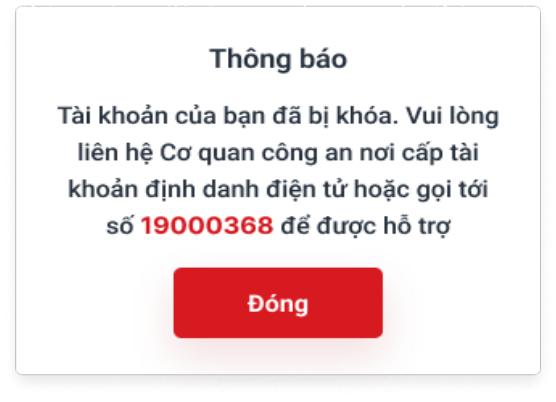 Thông báo
Tài khoản của bạn đã bị khóa. Vui lòng
liên hệ Cơ quan công an nơi cấp tài
khoản định danh điện tử hoặc gọi tới
số 19000368 để được hỗ trợ
Đóng